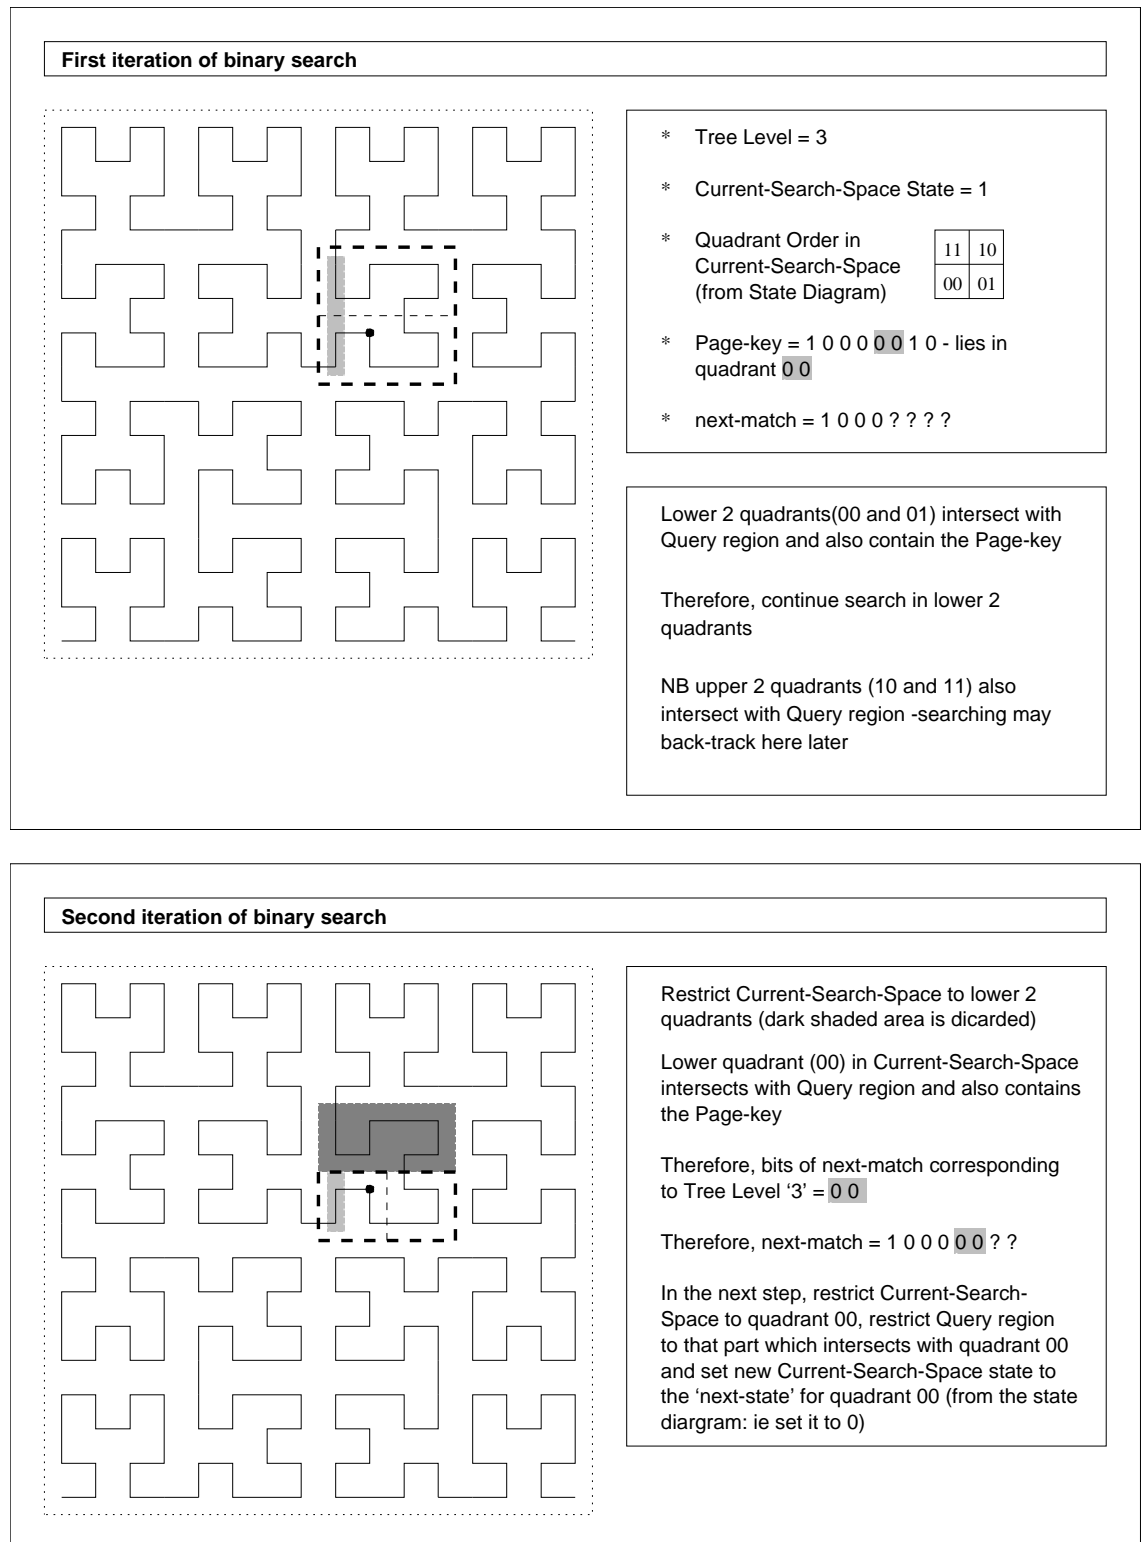 First iteration of binary search
* Tree Level = 3
* Current-Search-Space State = 1
* Quadrant Order in
Current-Search-Space
(from State Diagram)
11 10
00 01
* Page-key = 1 0 0 0 0 0 1 0 - lies in
quadrant 0 0
* next-match = 1 0 0 0 ? ? ? ?
Lower 2 quadrants(00 and 01) intersect with
Query region and also contain the Page-key
Therefore, continue search in lower 2
quadrants
NB upper 2 quadrants (10 and 11) also
intersect with Query region -searching may
back-track here later
Second iteration of binary search
Restrict Current-Search-Space to lower 2
quadrants (dark shaded area is dicarded)
Lower quadrant (00) in Current-Search-Space
intersects with Query region and also contains
the Page-key
Therefore, bits of next-match corresponding
to Tree Level ‘3’ = 0 0
Therefore, next-match = 1 0 0 0 0 0 ? ?
In the next step, restrict Current-Search-
Space to quadrant 00, restrict Query region
to that part which intersects with quadrant 00
and set new Current-Search-Space state to
the ‘next-state’ for quadrant 00 (from the state
diargram: ie set it to 0)